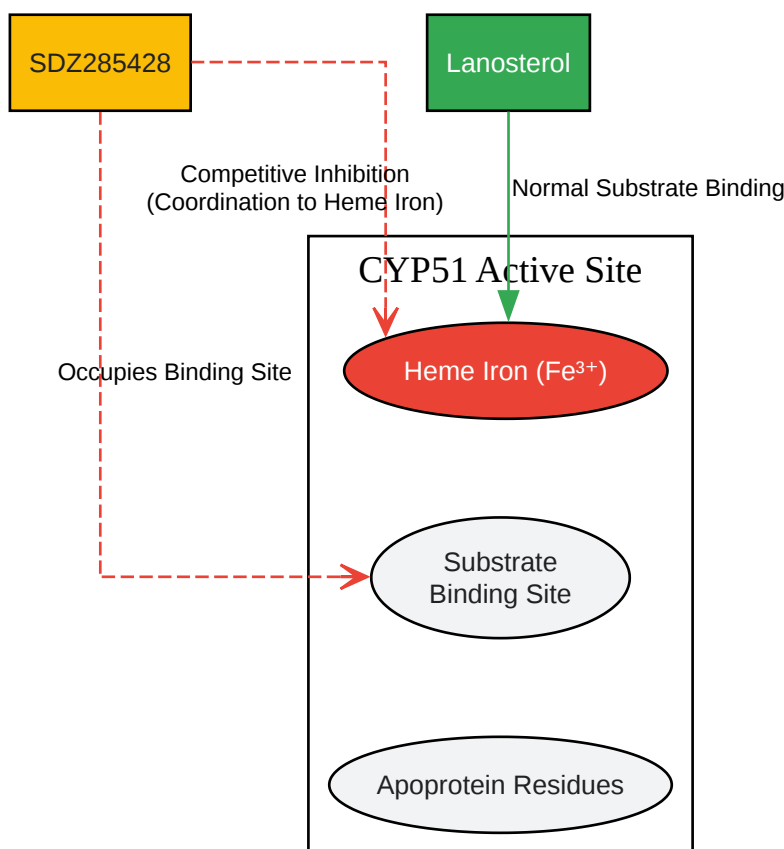 SDZ285428
Lanosterol
Competitive Inhibition
(Coordination to Heme Iron)
Normal Substrate Binding
CYP51 Active Site
Occupies Binding Site
Heme Iron (Fe³⁺)
Substrate
Binding Site
Apoprotein Residues